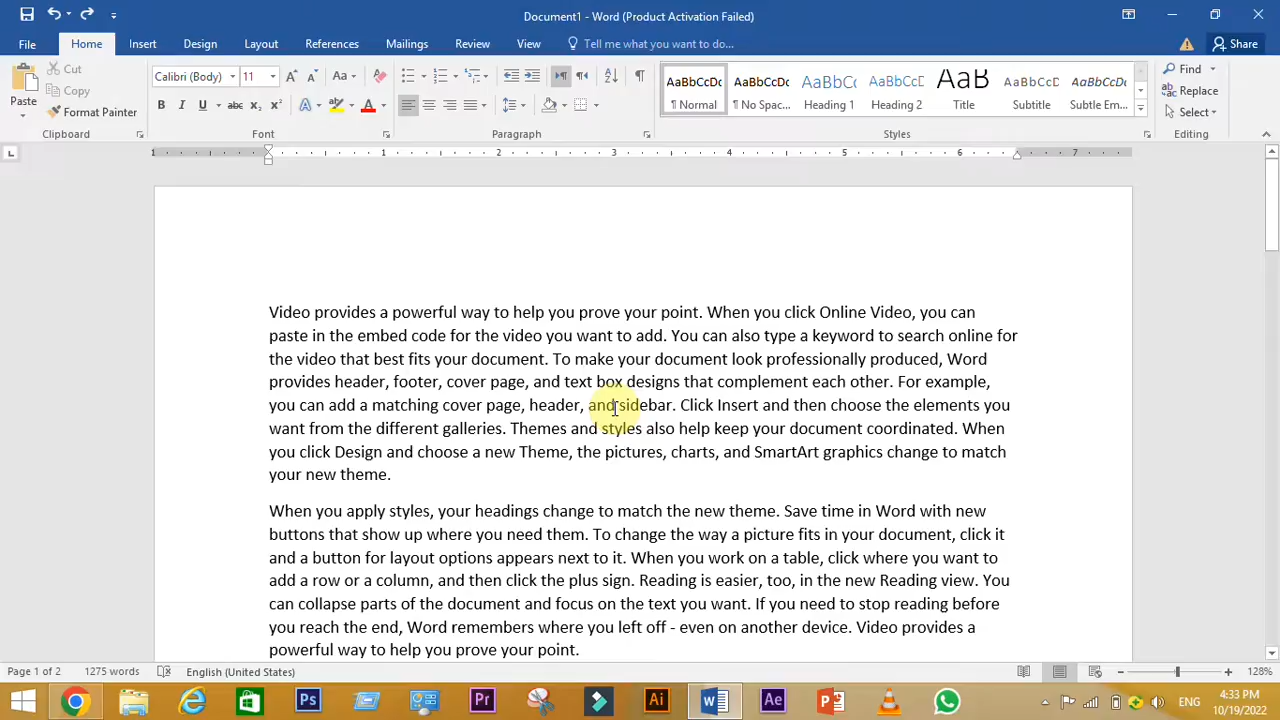 Document1 - Word (Product Activation Failed)
File Home Insert Design Layout References Mailings Review View Tell me what you want to do... Share
Paste
Cut
Copy
Format Painter
Clipboard
Calibri (Body) 11
Font
Paragraph
AaBbCcDc AaBbCcDc AaBbCc AaBbCcD AaB AaBbCcD AaBbCcDc
¶ Normal ¶ No Spac... Heading 1 Heading 2 Title Subtitle Subtle Em...
Styles
Find
Replace
Select
Editing
1 1 2 3 4 5 6 7
Video provides a powerful way to help you prove your point. When you click Online Video, you can
paste in the embed code for the video you want to add. You can also type a keyword to search online for
the video that best fits your document. To make your document look professionally produced, Word
provides header, footer, cover page, and text box designs that complement each other. For example,
you can add a matching cover page, header, and sidebar. Click Insert and then choose the elements you
want from the different galleries. Themes and styles also help keep your document coordinated. When
you click Design and choose a new Theme, the pictures, charts, and SmartArt graphics change to match
your new theme.
When you apply styles, your headings change to match the new theme. Save time in Word with new
buttons that show up where you need them. To change the way a picture fits in your document, click it
and a button for layout options appears next to it. When you work on a table, click where you want to
add a row or a column, and then click the plus sign. Reading is easier, too, in the new Reading view. You
can collapse parts of the document and focus on the text you want. If you need to stop reading before
you reach the end, Word remembers where you left off - even on another device. Video provides a
powerful way to help you prove your point.
Page 1 of 2 1275 words English (United States) 128%
Ps Pr Ai Ae ENG
4:33 PM
10/19/2022